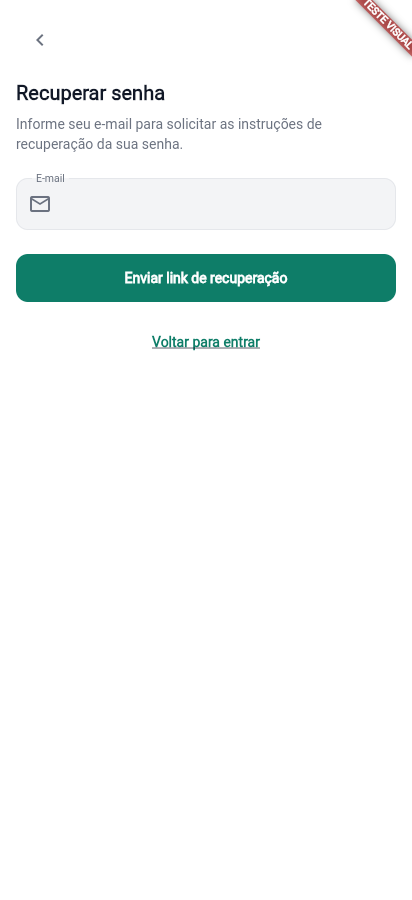 TESTE VISUAL
Recuperar senha
Informe seu e-mail para solicitar as instruções de
recuperação da sua senha.
E-mail
Enviar link de recuperação
Voltar para entrar